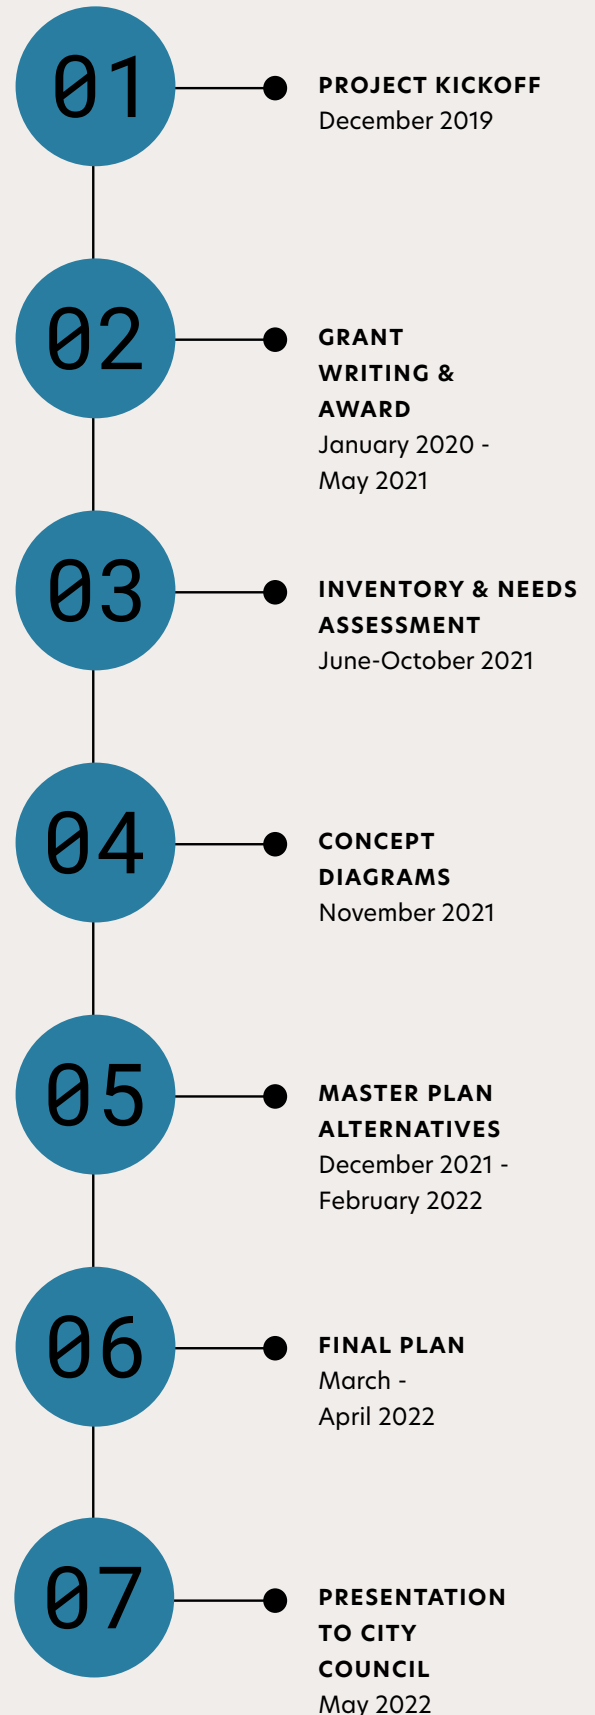 01
PROJECT KICKOFF
December 2019
02
GRANT
WRITING &
AWARD
January 2020 -
May 2021
03
INVENTORY & NEEDS
ASSESSMENT
June-October 2021
04
CONCEPT
DIAGRAMS
November 2021
05
MASTER PLAN
ALTERNATIVES
December 2021 -
February 2022
06
FINAL PLAN
March -
April 2022
07
PRESENTATION
TO CITY
COUNCIL
May 2022